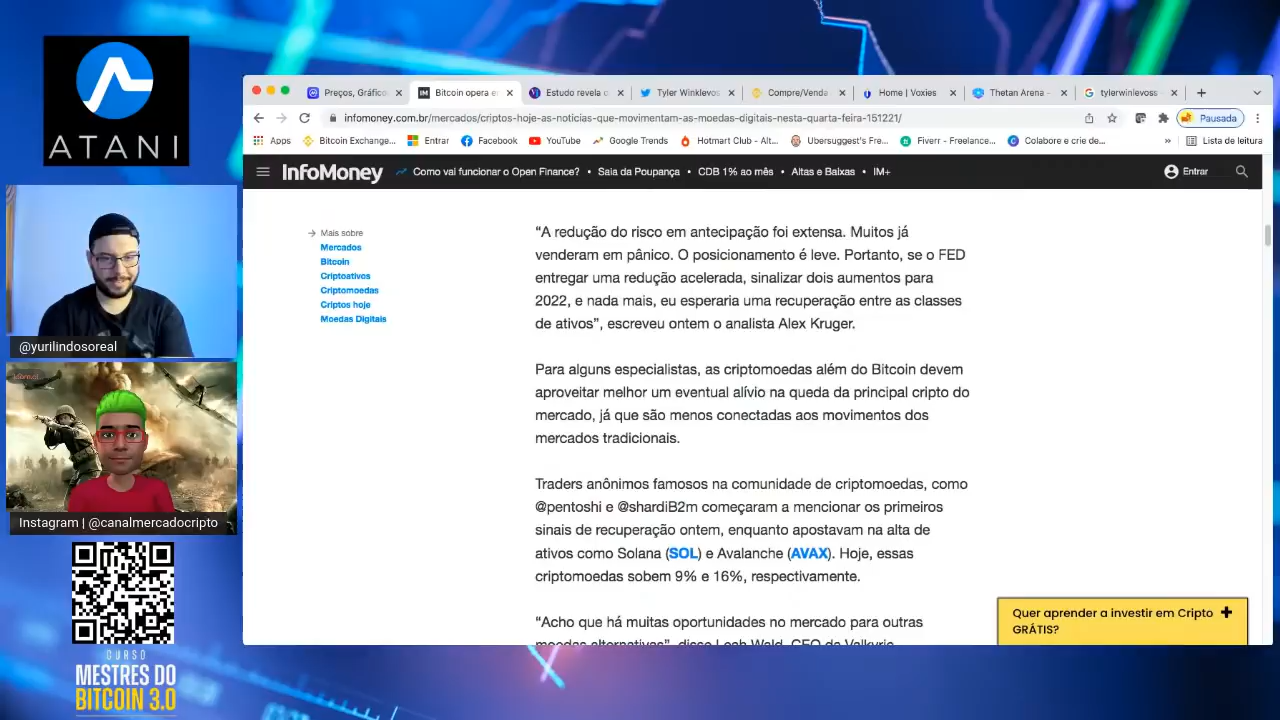 ATANI
@yurilindosoreal
Instagram | @canalmercadocripto
CURSO
MESTRES DO
BITCOIN 3.0
Preços, Gráfico
Bitcoin opera e
Estudo revela c
Tyler Winklevos
Compre/Venda
Home | Voxies
Thetan Arena -
tylerwinlevoss
infomoney.com.br/mercados/criptos-hoje-as-noticias-que-movimentam-as-moedas-digitais-nesta-quarta-feira-151221/
Pausada
Apps
Bitcoin Exchange...
Entrar
Facebook
YouTube
Google Trends
Hotmart Club - Alt...
Ubersuggest's Fre...
Fiverr - Freelance...
Colabore e crie de...
»
Lista de leitura
InfoMoney
Como vai funcionar o Open Finance? • Saia da Poupança • CDB 1% ao mês • Altas e Baixas • IM+
Entrar
Mais sobre
Mercados
Bitcoin
Criptoativos
Criptomoedas
Criptos hoje
Moedas Digitais
“A redução do risco em antecipação foi extensa. Muitos já
venderam em pânico. O posicionamento é leve. Portanto, se o FED
entregar uma redução acelerada, sinalizar dois aumentos para
2022, e nada mais, eu esperaria uma recuperação entre as classes
de ativos”, escreveu ontem o analista Alex Kruger.
Para alguns especialistas, as criptomoedas além do Bitcoin devem
aproveitar melhor um eventual alívio na queda da principal cripto do
mercado, já que são menos conectadas aos movimentos dos
mercados tradicionais.
Traders anônimos famosos na comunidade de criptomoedas, como
@pentoshi e @shardiB2m começaram a mencionar os primeiros
sinais de recuperação ontem, enquanto apostavam na alta de
ativos como Solana (SOL) e Avalanche (AVAX). Hoje, essas
criptomoedas sobem 9% e 16%, respectivamente.
“Acho que há muitas oportunidades no mercado para outras
moedas alternativas”, disse Leah Wald, CEO da Valkyrie
Quer aprender a investir em Cripto
GRÁTIS?